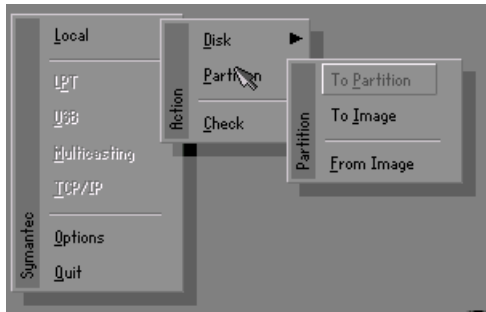 Local
LPT
USB
Multicasting
TCP/IP
Options
Quit
Symantec
Disk
Partition
Check
Action
To Partition
To Image
From Image
Partition